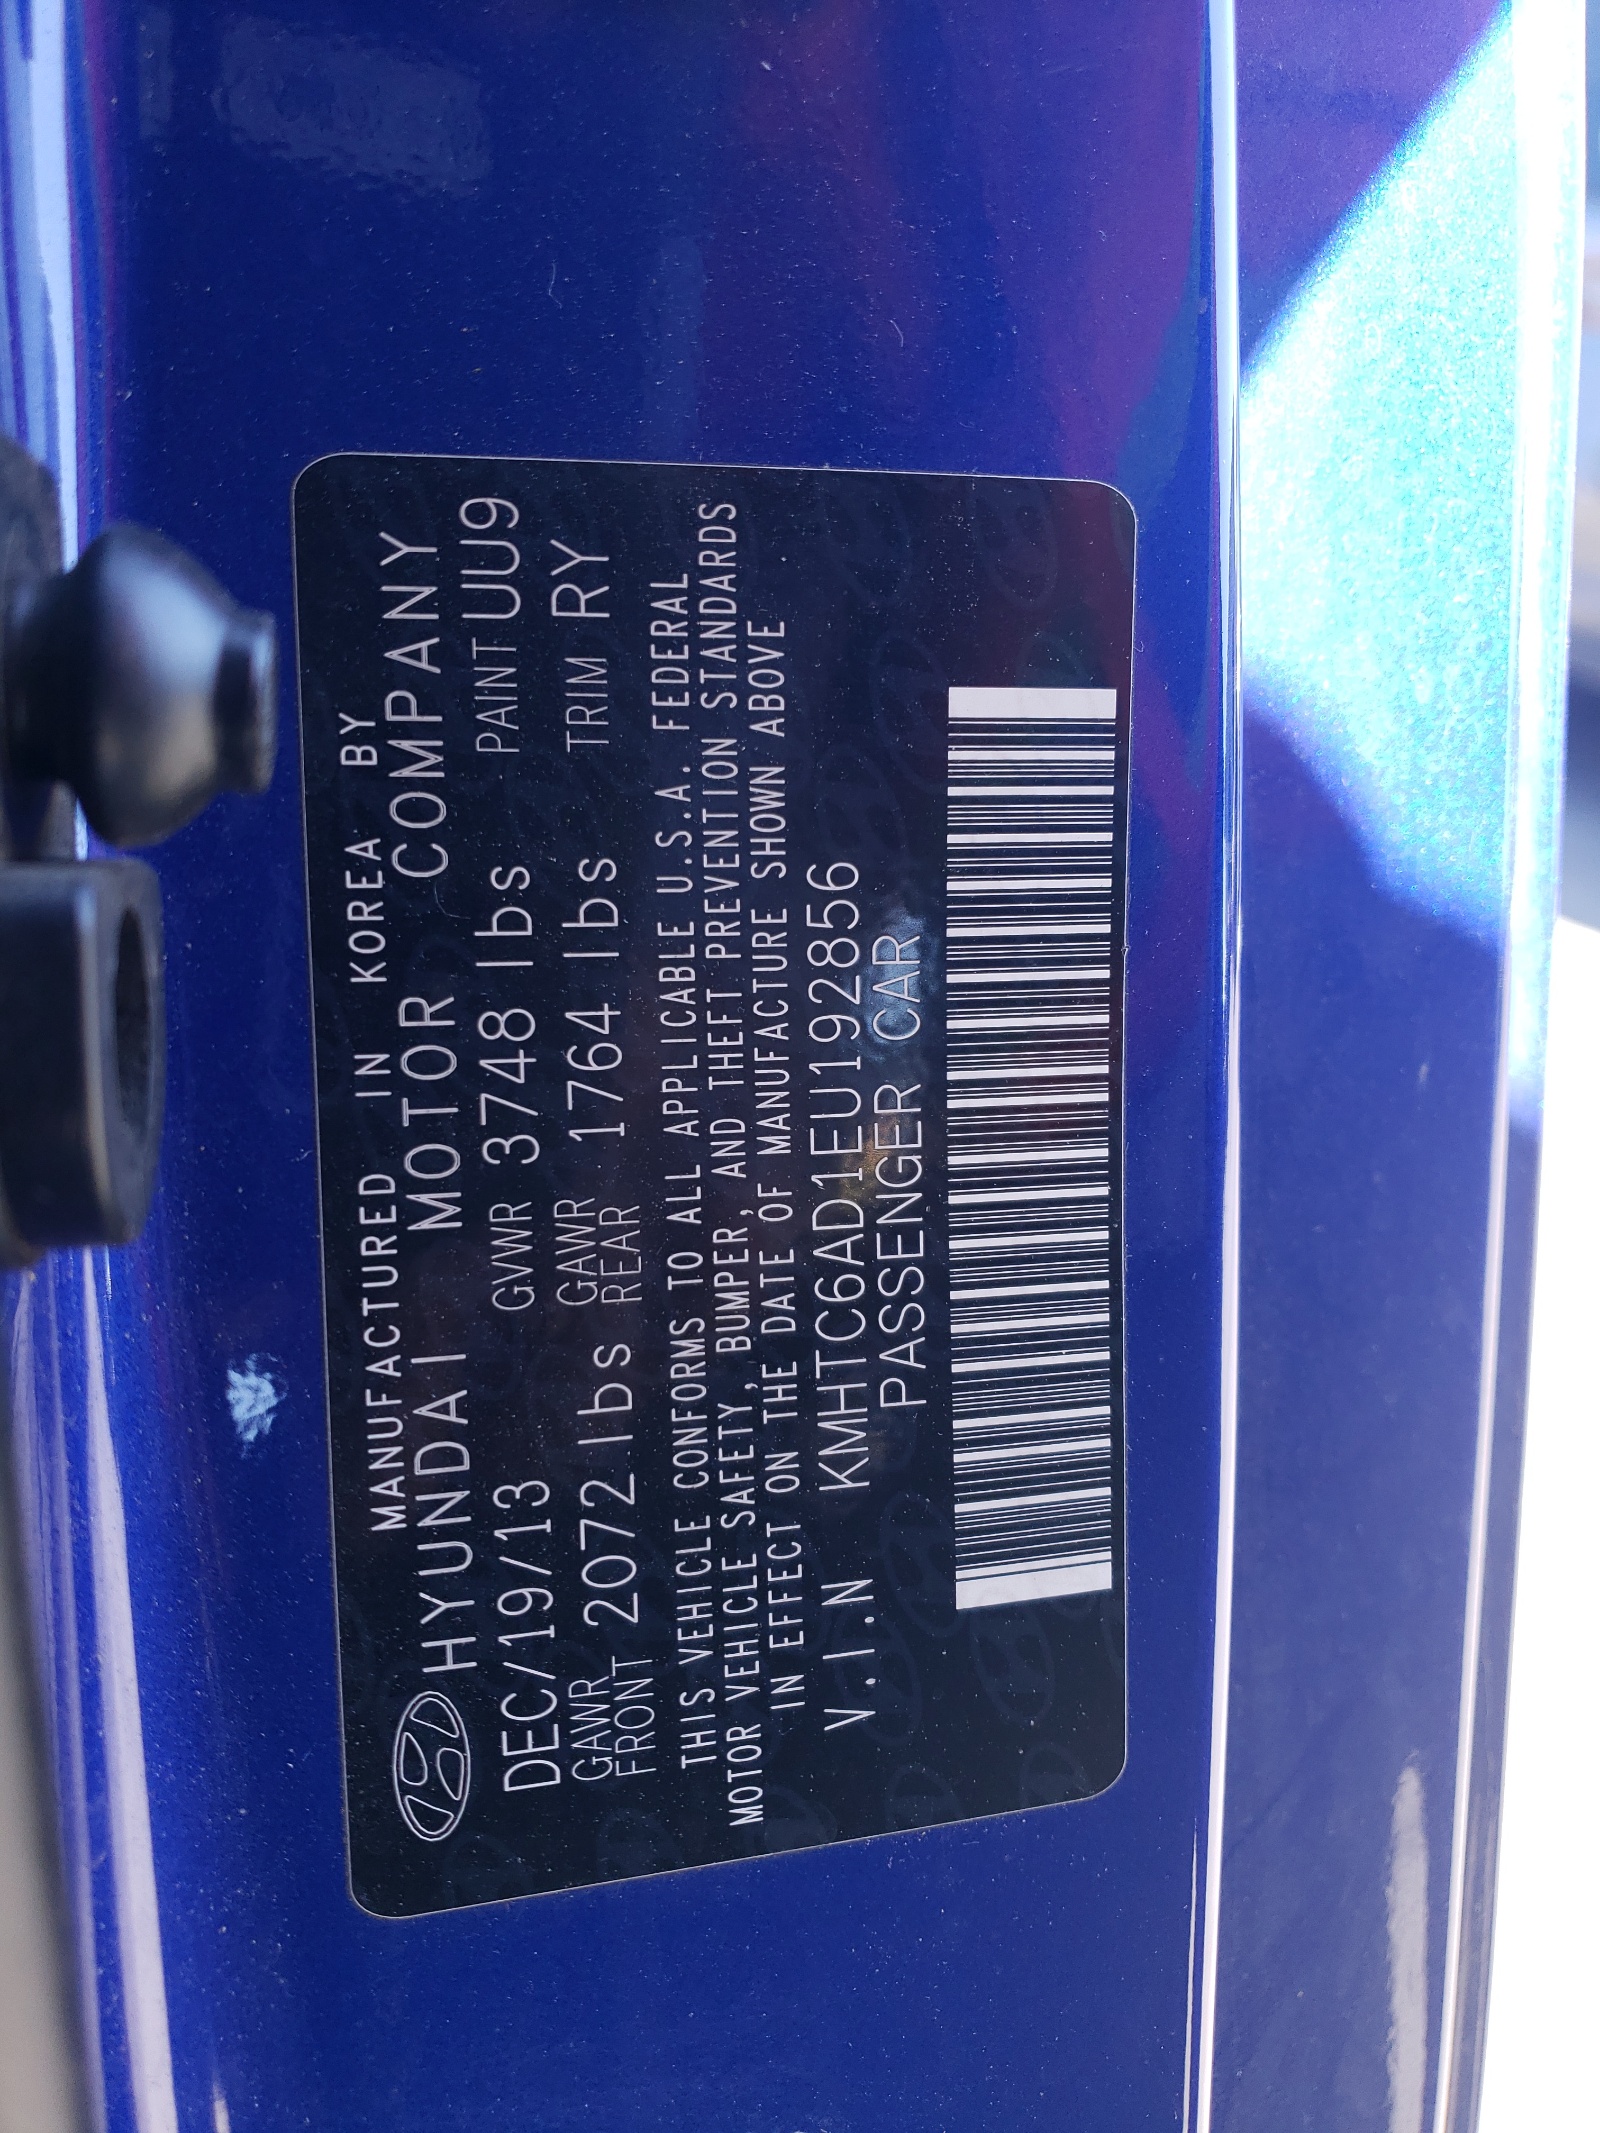 MANUFACTURED IN KOREA BY
HYUNDAI MOTOR COMPANY
DEC/19/13 GVWR 3748 lbs PAINT UU9
GAWR FRONT 2072 lbs GAWR REAR 1764 lbs TRIM RY
THIS VEHICLE CONFORMS TO ALL APPLICABLE U.S.A. FEDERAL
MOTOR VEHICLE SAFETY, BUMPER, AND THEFT PREVENTION STANDARDS
IN EFFECT ON THE DATE OF MANUFACTURE SHOWN ABOVE
V.I.N KMHTC6AD1EU192856
PASSENGER CAR